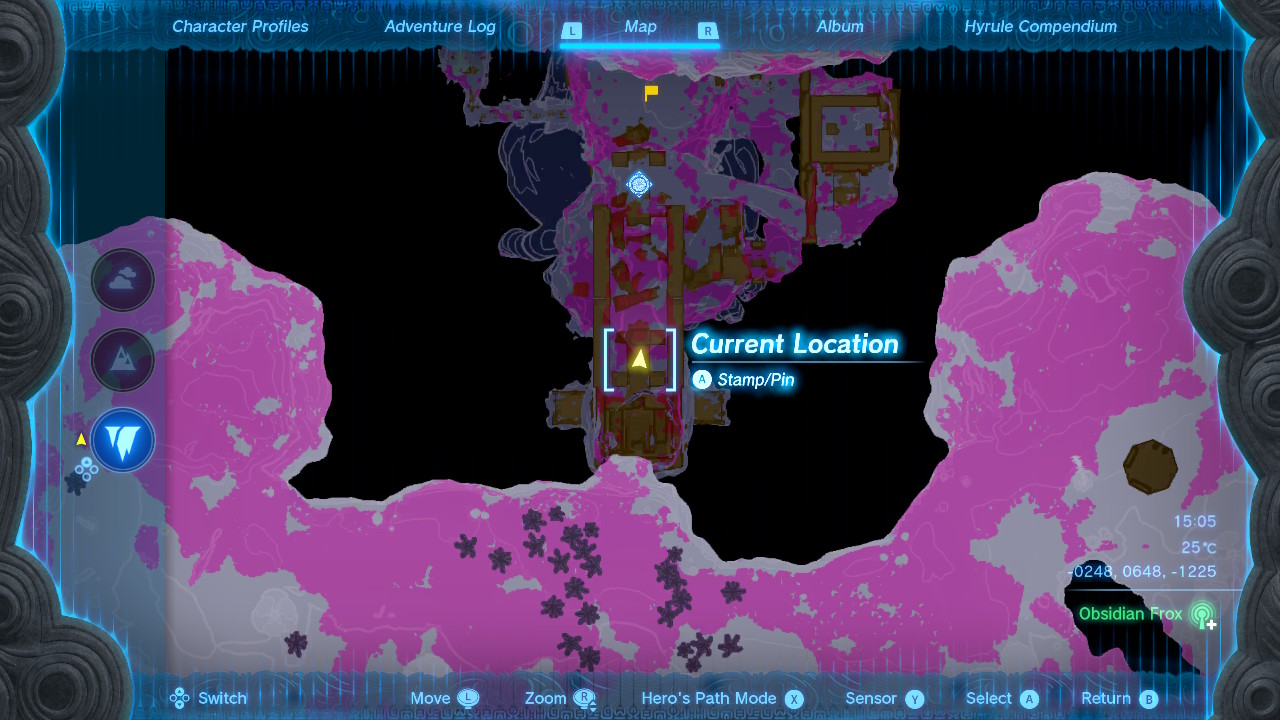 Character Profiles
Adventure Log
L
Map
R
Album
Hyrule Compendium
Current Location
A Stamp/Pin
15:05
25°C
-0248, 0648, -1225
Obsidian Frox
Switch
Move L
Zoom R
Hero's Path Mode X
Sensor Y
Select A
Return B